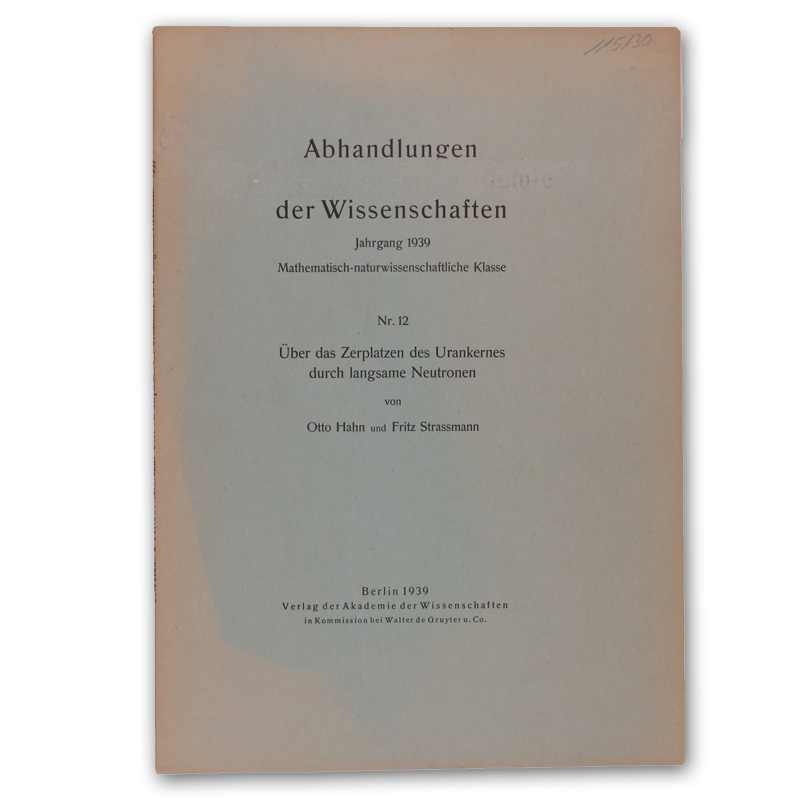 115/30
Abhandlungen
der Wissenschaften
Jahrgang 1939
Mathematisch-naturwissenschaftliche Klasse
Nr. 12
Über das Zerplatzen des Urankernes
durch langsame Neutronen
von
Otto Hahn und Fritz Strassmann
Berlin 1939
Verlag der Akademie der Wissenschaften
in Kommission bei Walter de Gruyter u. Co.